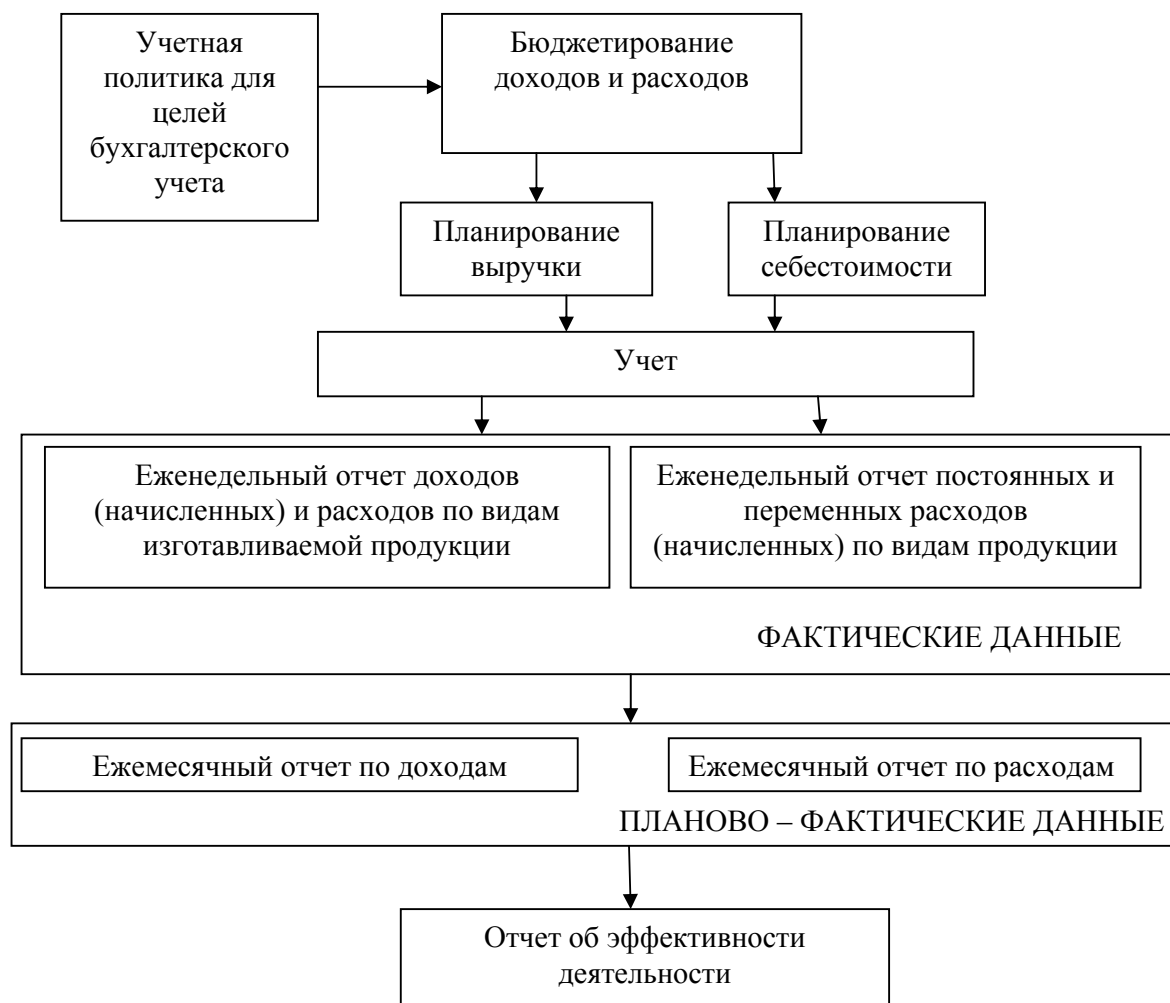 Учетная
политика для
целей
бухгалтерского
учета
Бюджетирование
доходов и расходов
Планирование
выручки
Планирование
себестоимости
Учет
Еженедельный отчет доходов
(начисленных) и расходов по видам
изготавливаемой продукции
Еженедельный отчет постоянных и
переменных расходов
(начисленных) по видам продукции
ФАКТИЧЕСКИЕ ДАННЫЕ
Ежемесячный отчет по доходам
Ежемесячный отчет по расходам
ПЛАНОВО – ФАКТИЧЕСКИЕ ДАННЫЕ
Отчет об эффективности
деятельности